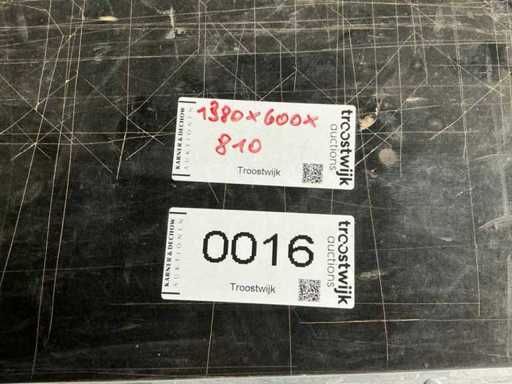 KARNER & DECHOW
AUKTIONEN
1380x600x
810
Troostwijk
troostwijk
auctions
KARNER & DECHOW
AUKTIONEN
0016
Troostwijk
troostwijk
auctions